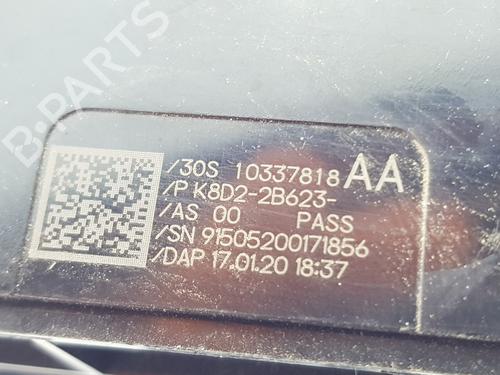 /30S 10337818 AA
/P K8D2-2B623-
/AS 00 PASS
/SN 91505200171856
/DAP 17.01.20 18:37
B-PARTS